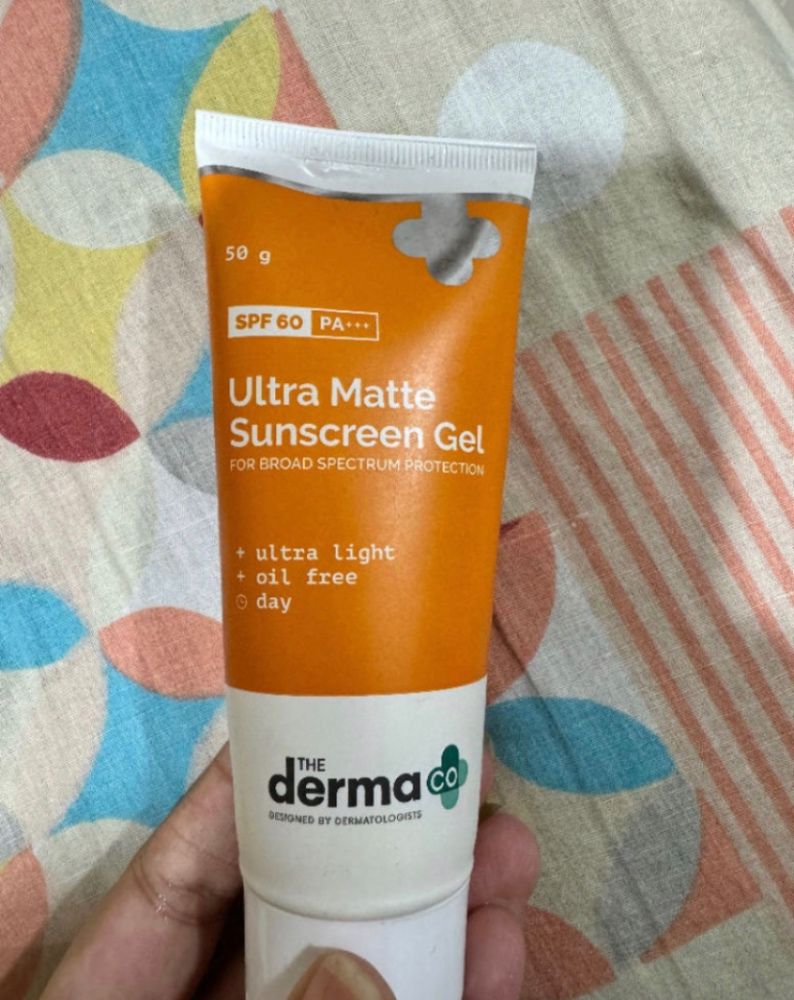 50 g
SPF 60 PA+++
Ultra Matte
Sunscreen Gel
FOR BROAD SPECTRUM PROTECTION
+ ultra light
+ oil free
day
THE
derma co
DESIGNED BY DERMATOLOGISTS